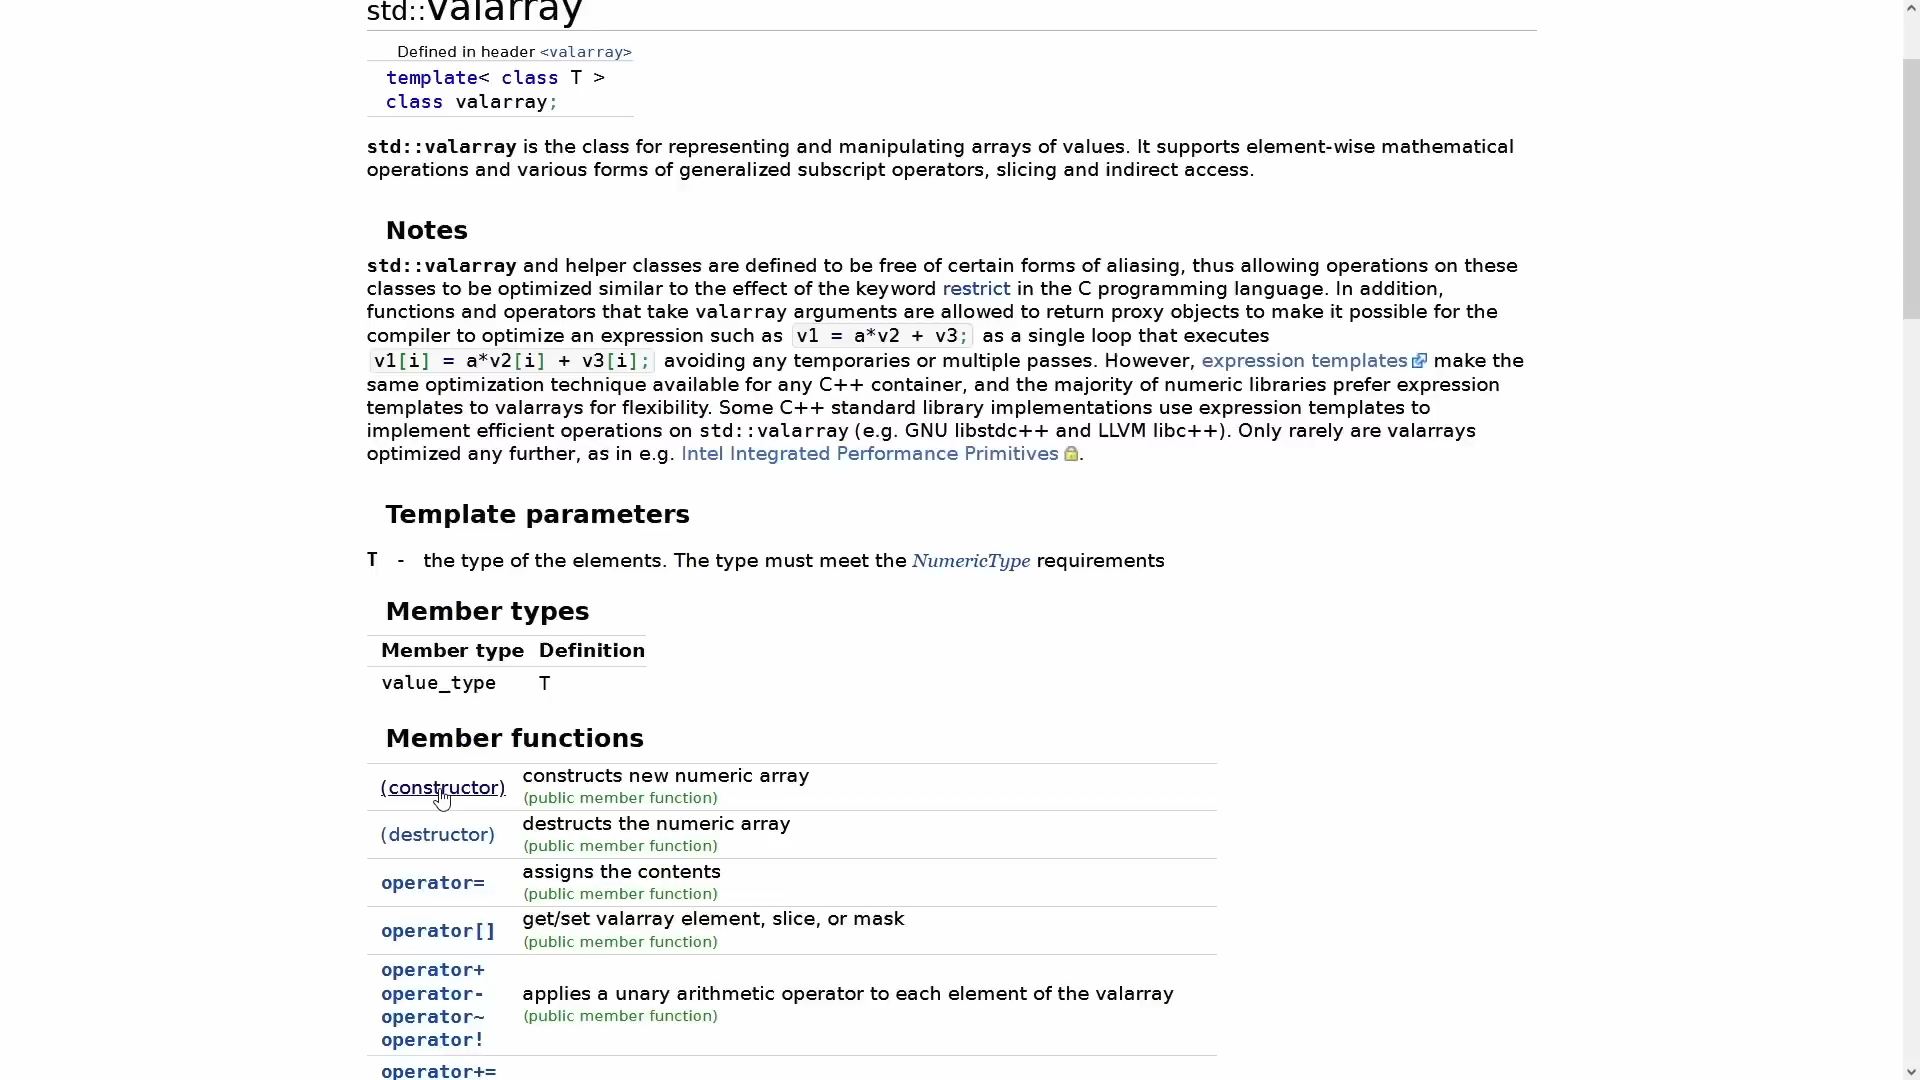 std::valarray
Defined in header <valarray>
template< class T >
class valarray;
std::valarray is the class for representing and manipulating arrays of values. It supports element-wise mathematical
operations and various forms of generalized subscript operators, slicing and indirect access.
Notes
std::valarray and helper classes are defined to be free of certain forms of aliasing, thus allowing operations on these
classes to be optimized similar to the effect of the keyword restrict in the C programming language. In addition,
functions and operators that take valarray arguments are allowed to return proxy objects to make it possible for the
compiler to optimize an expression such as v1 = a*v2 + v3; as a single loop that executes
v1[i] = a*v2[i] + v3[i]; avoiding any temporaries or multiple passes. However, expression templates make the
same optimization technique available for any C++ container, and the majority of numeric libraries prefer expression
templates to valarrays for flexibility. Some C++ standard library implementations use expression templates to
implement efficient operations on std::valarray (e.g. GNU libstdc++ and LLVM libc++). Only rarely are valarrays
optimized any further, as in e.g. Intel Integrated Performance Primitives.
Template parameters
T - the type of the elements. The type must meet the NumericType requirements
Member types
Member type Definition
value_type T
Member functions
(constructor) constructs new numeric array
(public member function)
(destructor) destructs the numeric array
(public member function)
operator= assigns the contents
(public member function)
operator[] get/set valarray element, slice, or mask
(public member function)
operator+
operator-
operator~
operator!
applies a unary arithmetic operator to each element of the valarray
(public member function)
operator+=